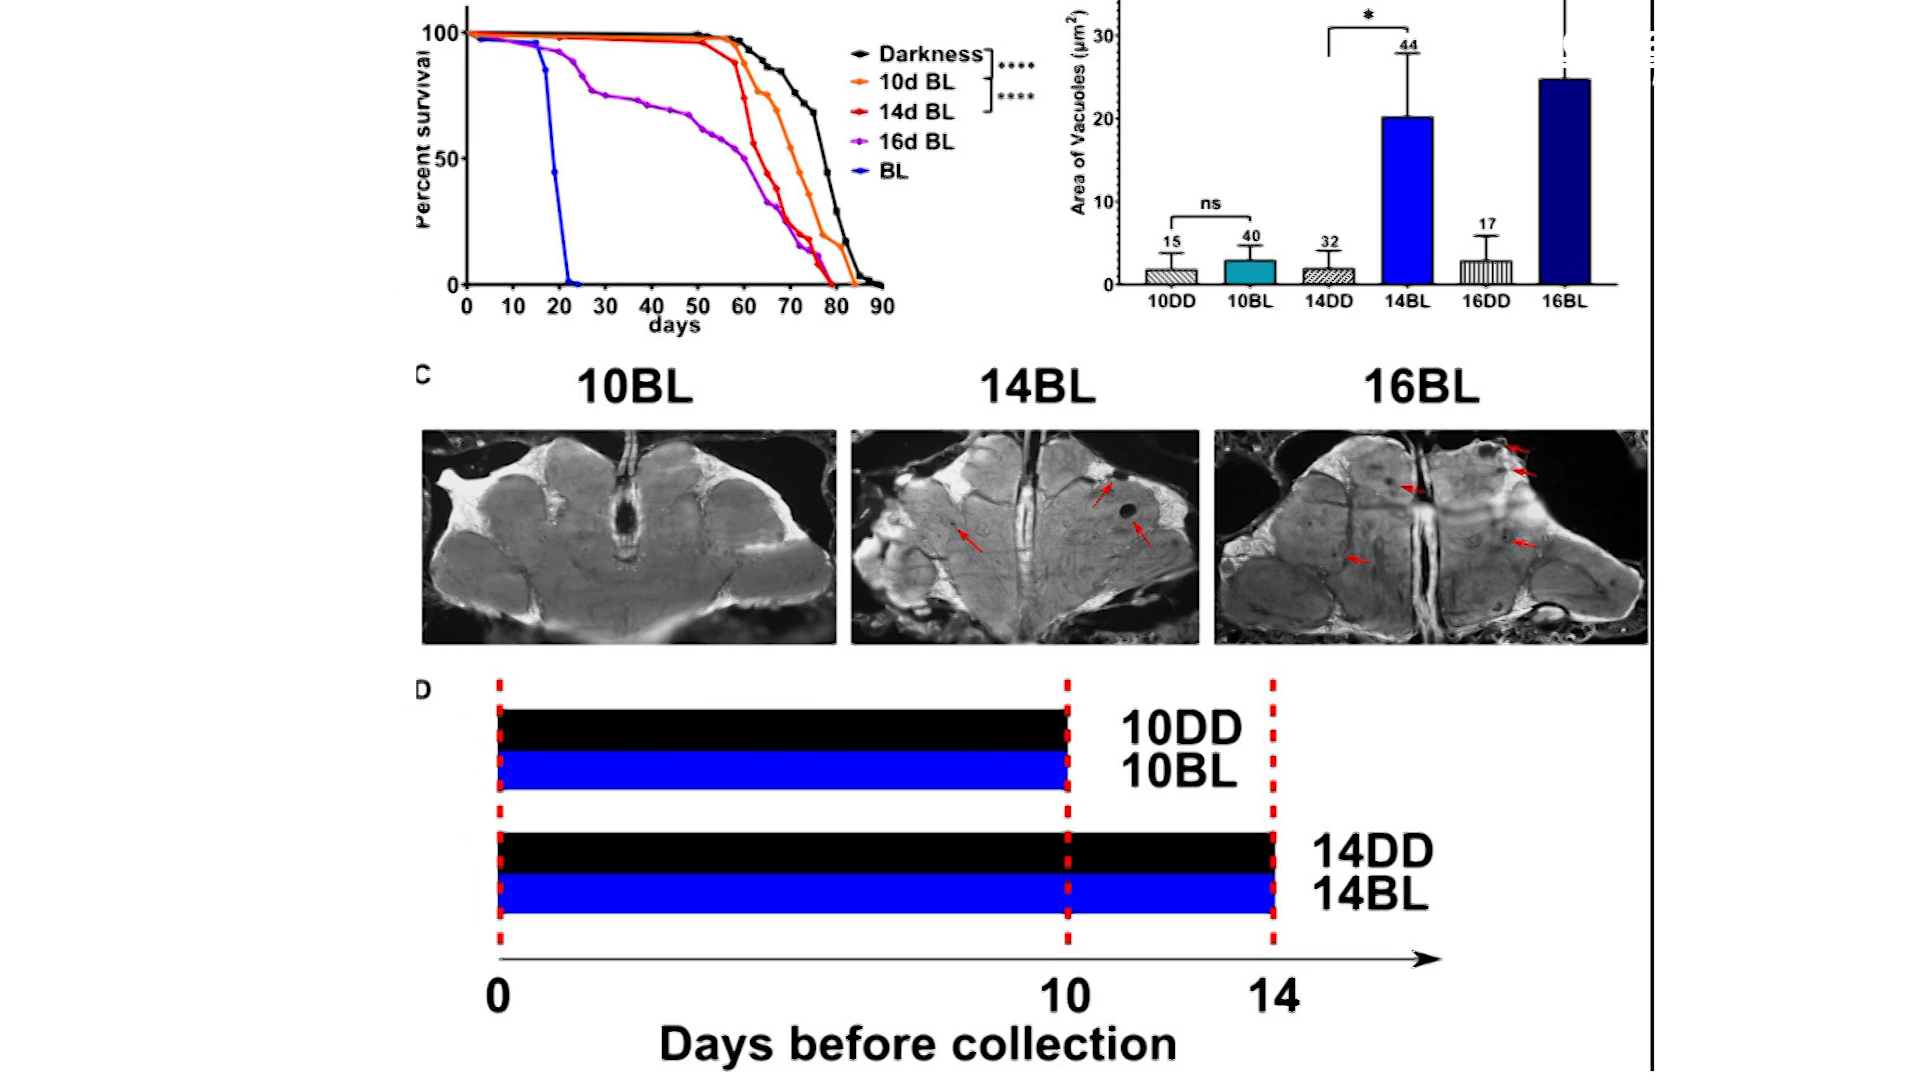 100
50
0
Percent survival
0 10 20 30 40 50 60 70 80 90
days
Darkness
10d BL
14d BL
16d BL
BL
****
****
Area of Vacuoles (μm²)
30
20
10
0
*
ns
15 40 32 44 17
10DD 10BL 14DD 14BL 16DD 16BL
C
10BL 14BL 16BL
D
10DD
10BL
14DD
14BL
0 10 14
Days before collection